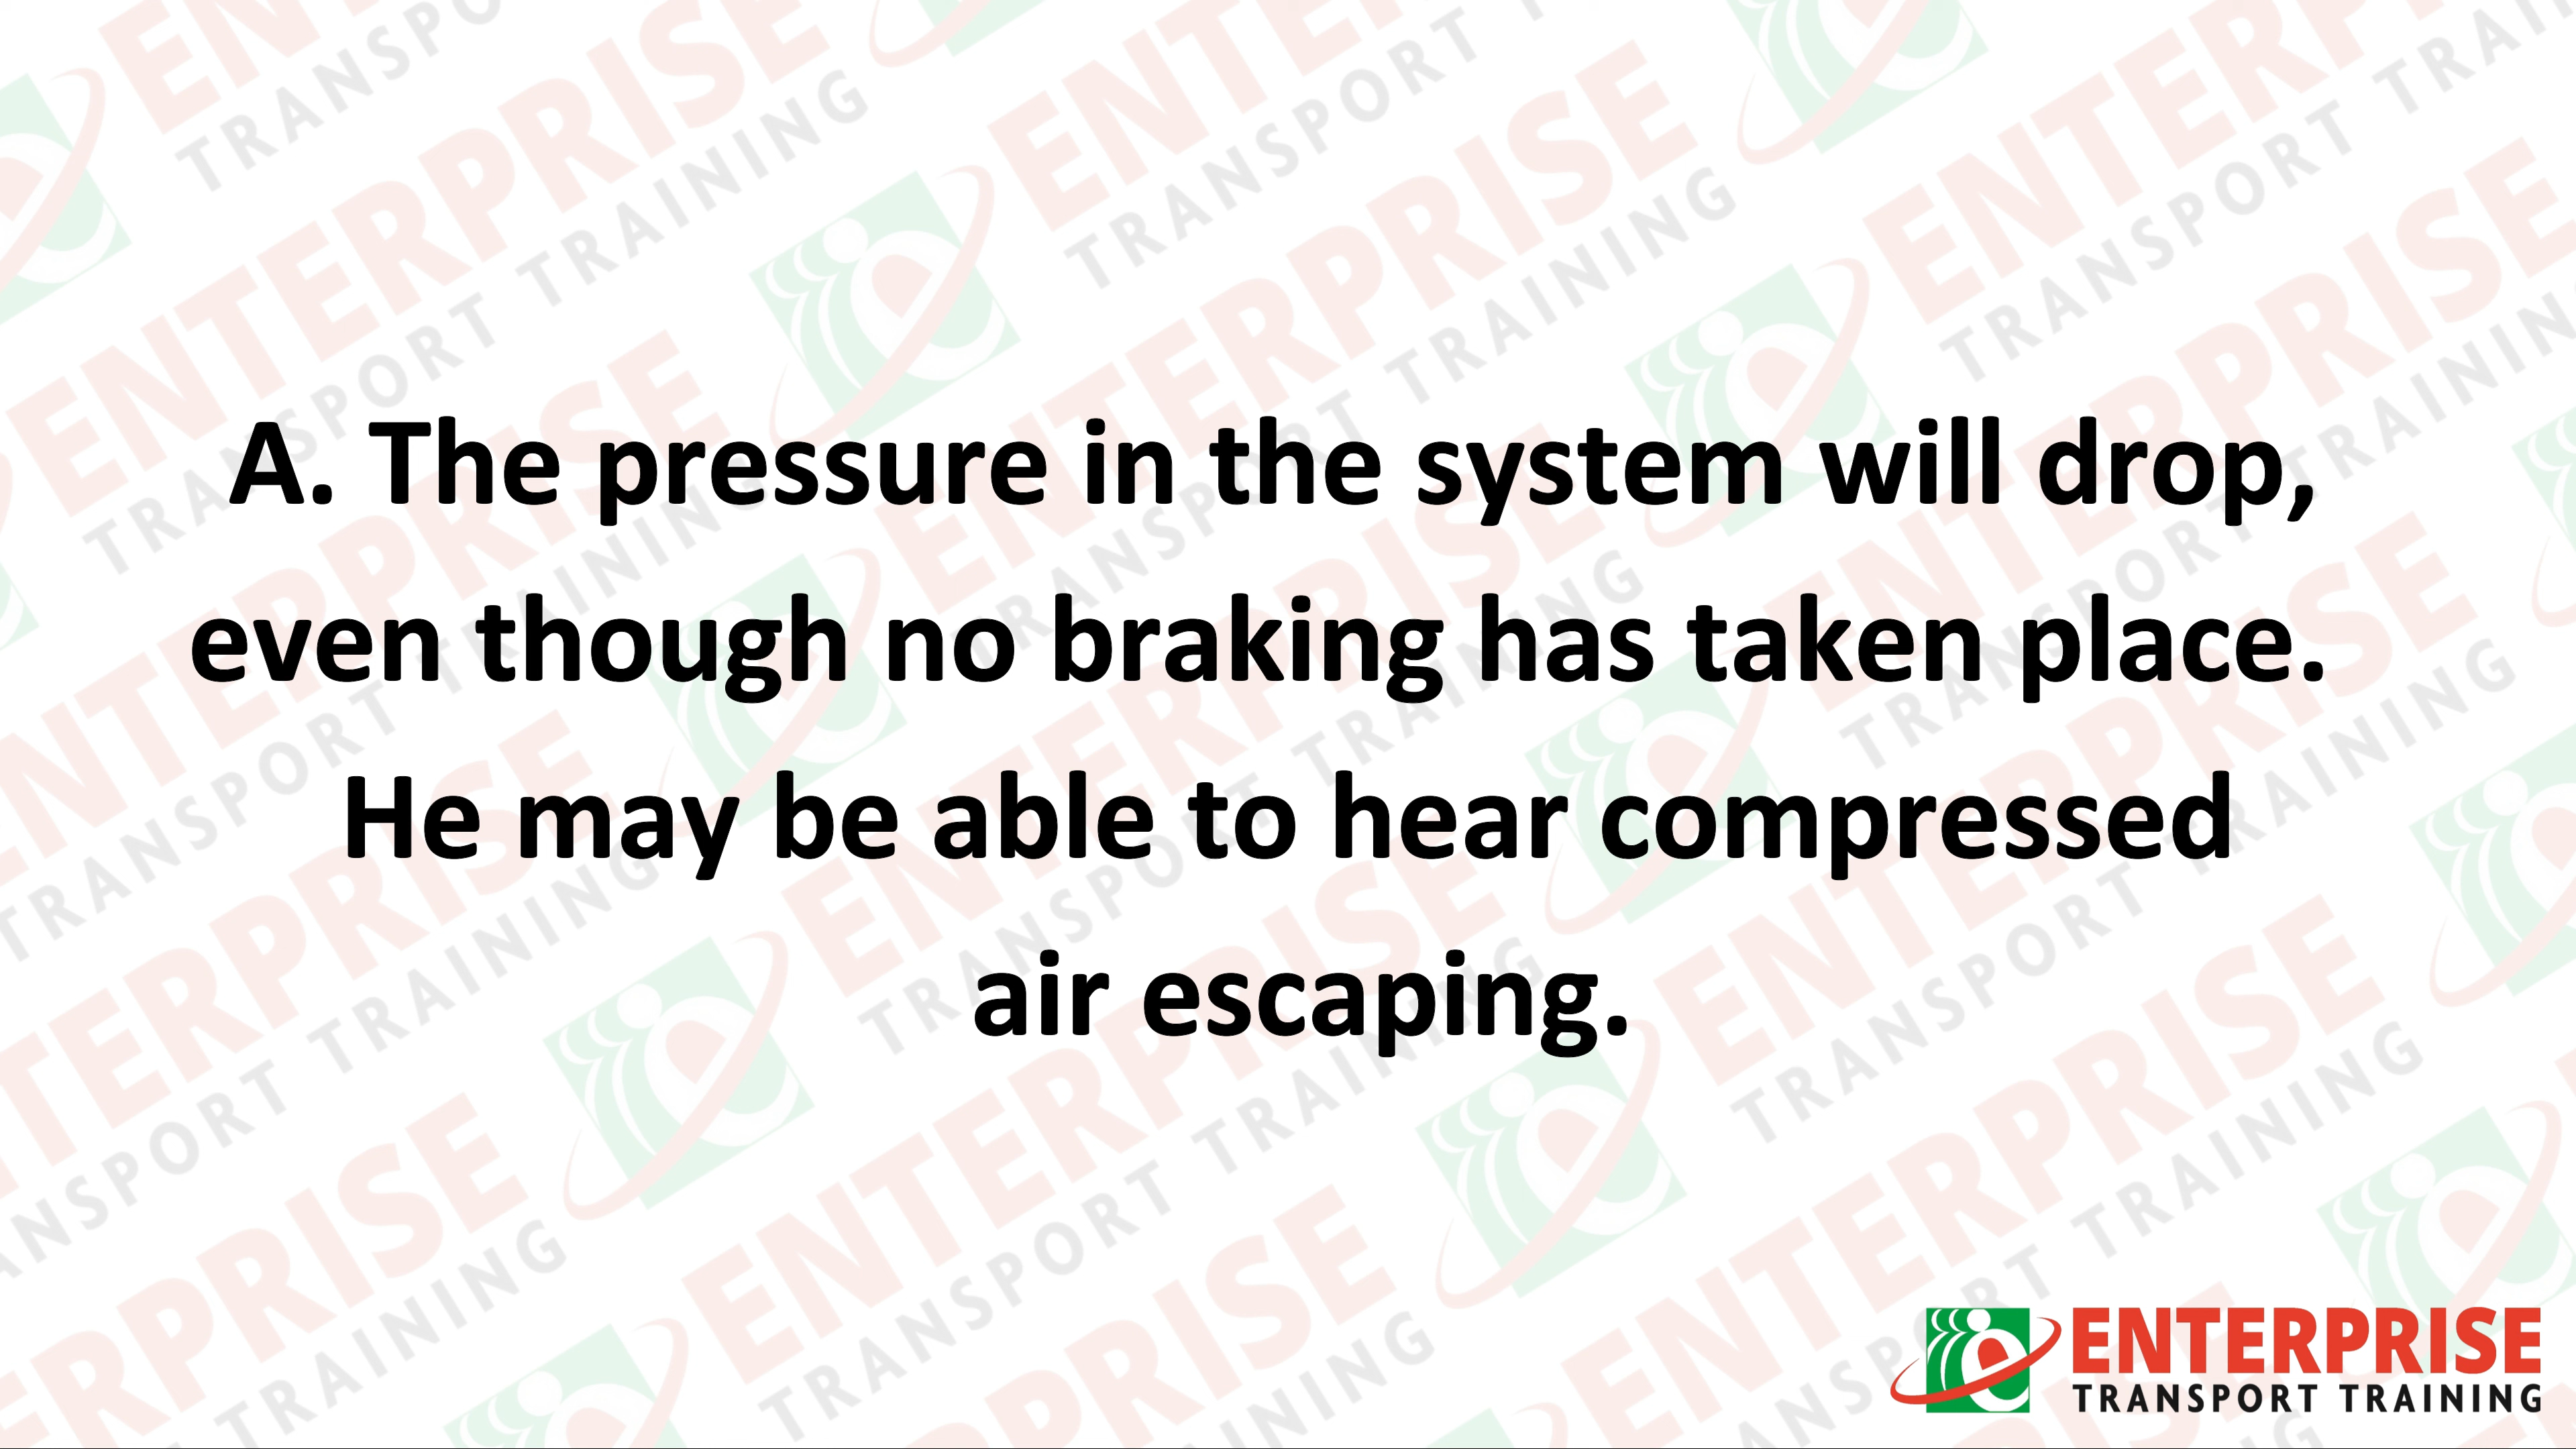 A. The pressure in the system will drop,
even though no braking has taken place.
He may be able to hear compressed
air escaping.
ENTERPRISE
TRANSPORT TRAINING